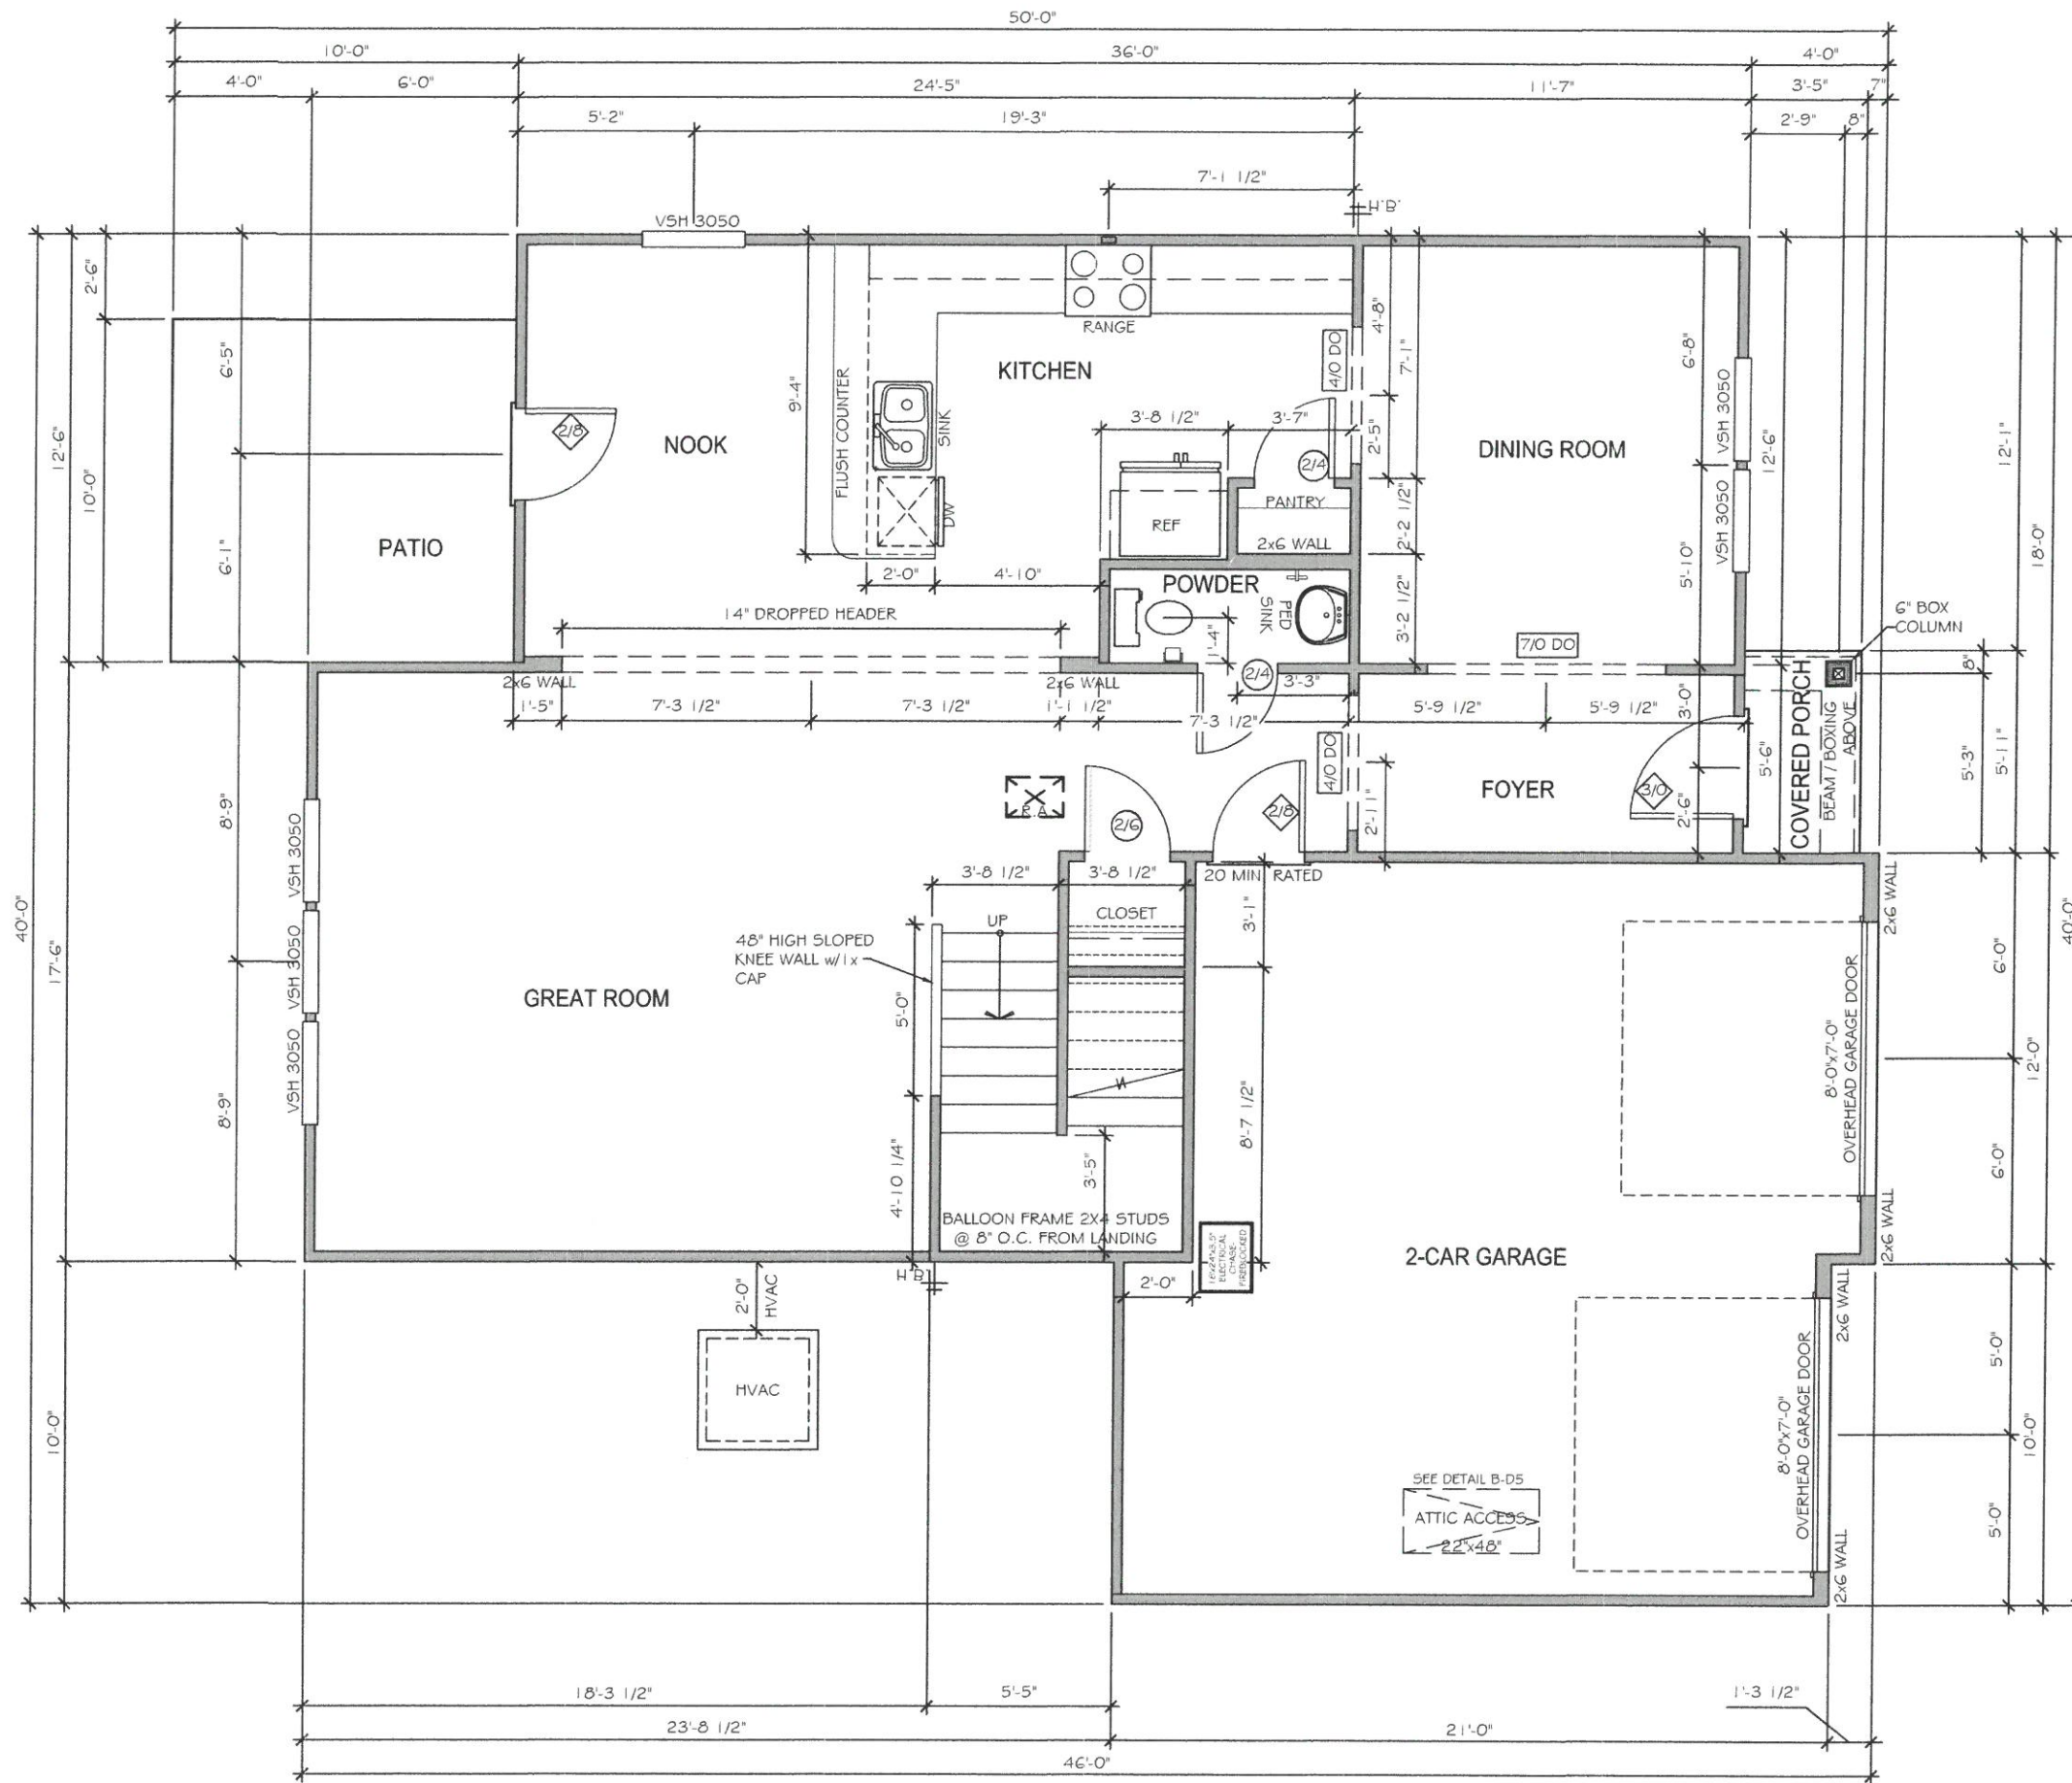 50'-0"
10'-0"
36'-0"
4'-0"
4'-0"
6'-0"
24'-5"
11'-7"
3'-5"
7"
5'-2"
19'-3"
2'-9"
8"
7'-1 1/2"
VSH 3050
H.B.
2'-6"
6'-5"
12'-6"
10'-0"
6'-1"
PATIO
2/8
NOOK
9'-4"
FLUSH COUNTER
SINK
DW
RANGE
KITCHEN
3'-8 1/2"
3'-7"
4/0 DO
4'-8"
7'-1"
2'-5"
2/4
PANTRY
REF
2x6 WALL
2'-2 1/2"
DINING ROOM
6'-8"
VSH 3050
VSH 3050
5'-10"
12'-6"
12'-1"
18'-0"
2'-0"
4'-10"
POWDER
PED
SINK
1'-4"
3'-2 1/2"
14" DROPPED HEADER
7/0 DO
6" BOX
COLUMN
8"
2x6 WALL
2x6 WALL
2/4
3'-3"
1'-5"
7'-3 1/2"
7'-3 1/2"
1'-1 1/2"
7'-3 1/2"
5'-9 1/2"
5'-9 1/2"
3'-0"
5'-6"
COVERED PORCH
BEAM / BOXING
ABOVE
5'-3"
5'-11"
4/0 DO
2'-11"
FOYER
3/0
2'-6"
R.A.
2/6
2/8
40'-0"
17'-6"
8'-9"
8'-9"
VSH 3050
VSH 3050
VSH 3050
3'-8 1/2"
3'-8 1/2"
20 MIN RATED
CLOSET
3'-1"
UP
48" HIGH SLOPED
KNEE WALL w/1x
CAP
GREAT ROOM
5'-0"
4'-10 1/4"
3'-5"
8'-7 1/2"
BALLOON FRAME 2X4 STUDS
@ 8" O.C. FROM LANDING
2x6 WALL
8'-0"x7'-0"
OVERHEAD GARAGE DOOR
6'-0"
6'-0"
12'-0"
40'-0"
2x6 WALL
2-CAR GARAGE
ELECTRICAL
CHASE-
FIREBLOCKED
H.B.
2'-0"
2'-0"
HVAC
HVAC
2x6 WALL
8'-0"x7'-0"
OVERHEAD GARAGE DOOR
5'-0"
5'-0"
10'-0"
10'-0"
2x6 WALL
SEE DETAIL B-D5
ATTIC ACCESS
22"x48"
18'-3 1/2"
5'-5"
1'-3 1/2"
23'-8 1/2"
21'-0"
46'-0"